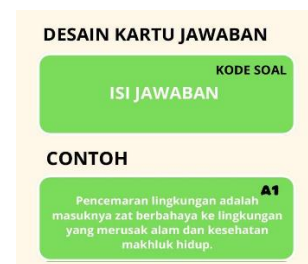 DESAIN KARTU JAWABAN
KODE SOAL
ISI JAWABAN
CONTOH
A1
Pencemaran lingkungan adalah
masuknya zat berbahaya ke lingkungan
yang merusak alam dan kesehatan
makhluk hidup.